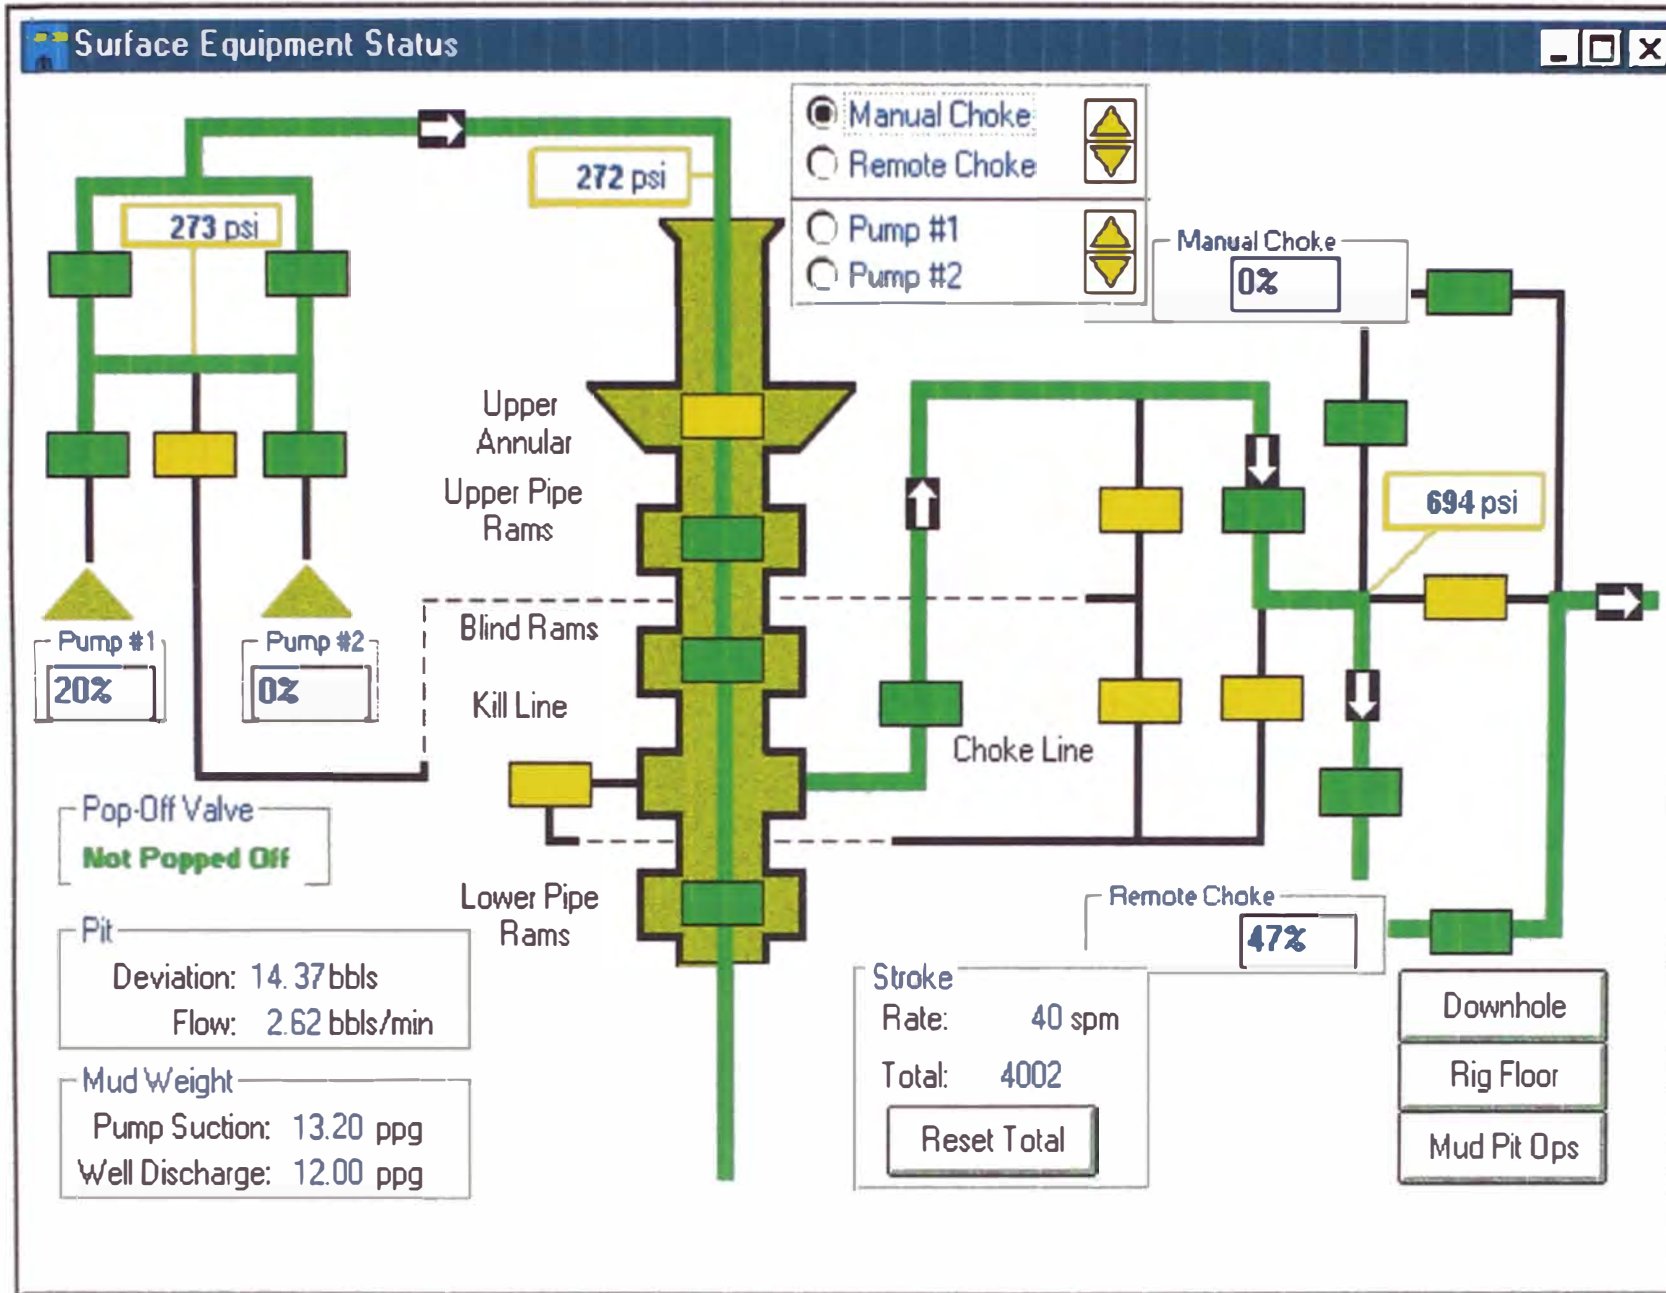 Surface Equipment Status
Manual Choke
Remote Choke
Pump #1
Pump #2
272 psi
273 psi
Manual Choke
0%
Upper
Annular
Upper Pipe
Rams
694 psi
Blind Rams
Pump #1
20%
Pump #2
0%
Kill Line
Choke Line
Pop-Off Valve
Not Popped Off
Lower Pipe
Rams
Remote Choke
47%
Pit
Deviation: 14.37 bbls
Flow: 2.62 bbls/min
Stroke
Rate: 40 spm
Total: 4002
Reset Total
Mud Weight
Pump Suction: 13.20 ppg
Well Discharge: 12.00 ppg
Downhole
Rig Floor
Mud Pit Ops